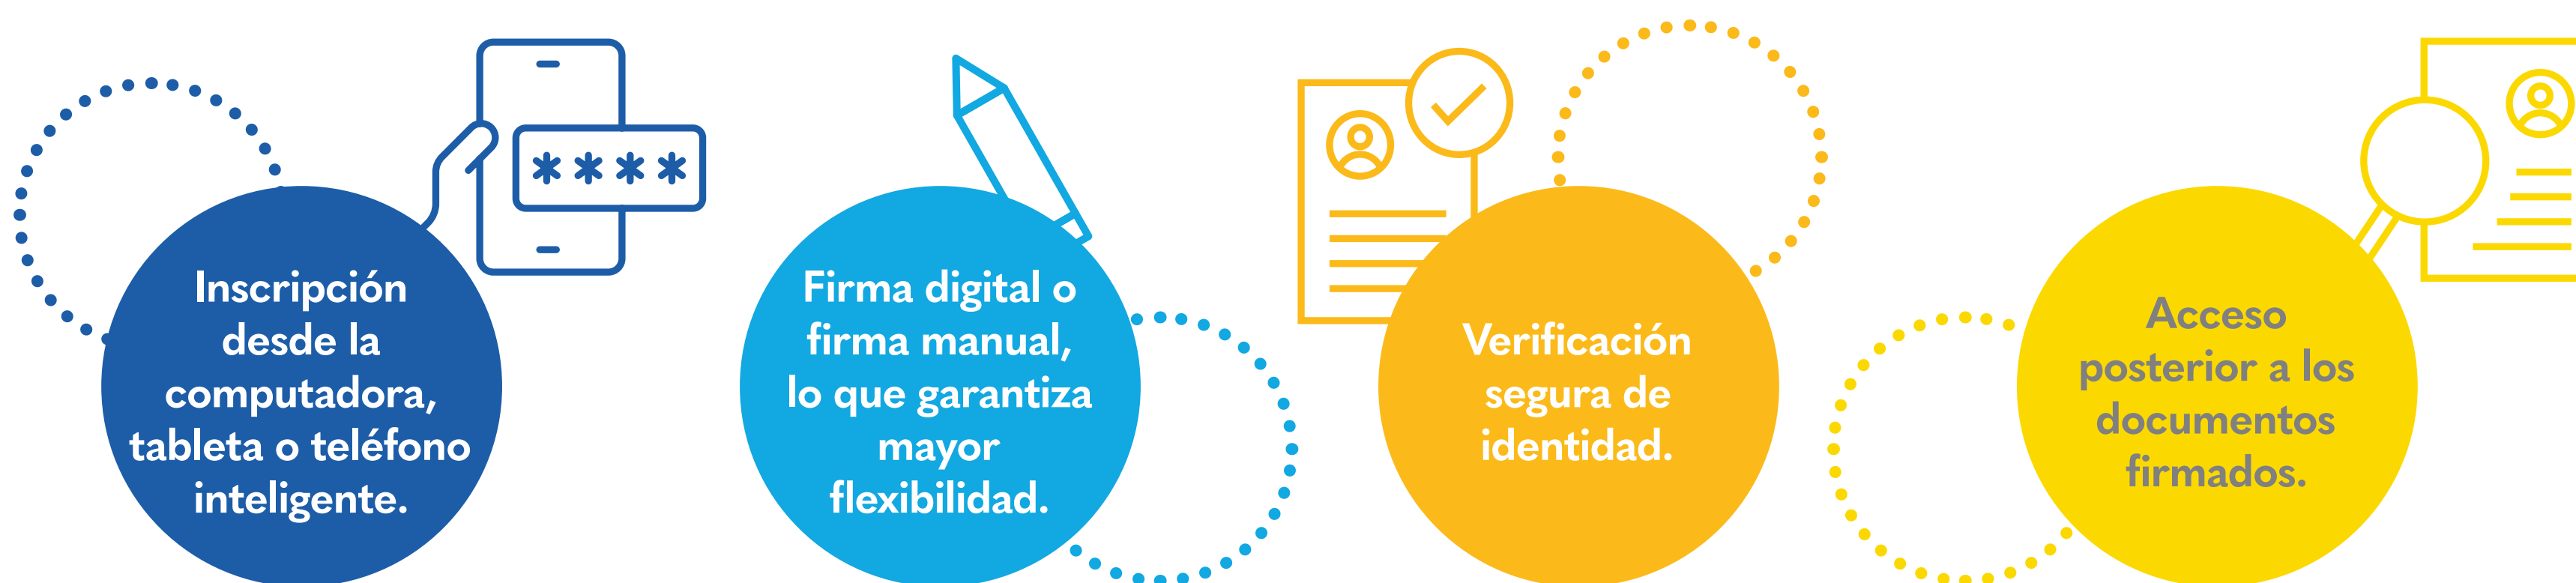 Inscripción
desde la
computadora,
tableta o teléfono
inteligente.
Firma digital o
firma manual,
lo que garantiza
mayor
flexibilidad.
Verificación
segura de
identidad.
Acceso
posterior a los
documentos
firmados.